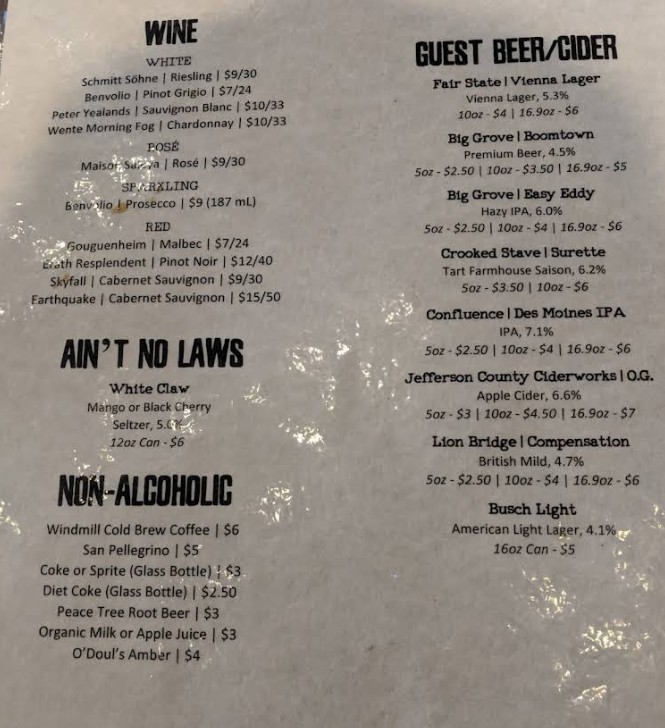 WINE
WHITE
Schmitt Söhne | Riesling | $9/30
Benvolio | Pinot Grigio | $7/24
Peter Yealands | Sauvignon Blanc | $10/33
Wente Morning Fog | Chardonnay | $10/33
ROSÉ
Maison | Rosé | $9/30
SPARKLING
Benvolio | Prosecco | $9 (187 mL)
RED
Gouguenheim | Malbec | $7/24
Erath Resplendent | Pinot Noir | $12/40
Skyfall | Cabernet Sauvignon | $9/30
Earthquake | Cabernet Sauvignon | $15/50
AIN'T NO LAWS
White Claw
Mango or Black Cherry
Seltzer, 5.0%
12oz Can - $6
NON-ALCOHOLIC
Windmill Cold Brew Coffee | $6
San Pellegrino | $5
Coke or Sprite (Glass Bottle) | $3
Diet Coke (Glass Bottle) | $2.50
Peace Tree Root Beer | $3
Organic Milk or Apple Juice | $3
O'Doul's Amber | $4
GUEST BEER/CIDER
Fair State | Vienna Lager
Vienna Lager, 5.3%
10oz - $4 | 16.9oz - $6
Big Grove | Boomtown
Premium Beer, 4.5%
5oz - $2.50 | 10oz - $3.50 | 16.9oz - $5
Big Grove | Easy Eddy
Hazy IPA, 6.0%
5oz - $2.50 | 10oz - $4 | 16.9oz - $6
Crooked Stave | Surette
Tart Farmhouse Saison, 6.2%
5oz - $3.50 | 10oz - $6
Confluence | Des Moines IPA
IPA, 7.1%
5oz - $2.50 | 10oz - $4 | 16.9oz - $6
Jefferson County Ciderworks | O.G.
Apple Cider, 6.6%
5oz - $3 | 10oz - $4.50 | 16.9oz - $7
Lion Bridge | Compensation
British Mild, 4.7%
5oz - $2.50 | 10oz - $4 | 16.9oz - $6
Busch Light
American Light Lager, 4.1%
16oz Can - $5